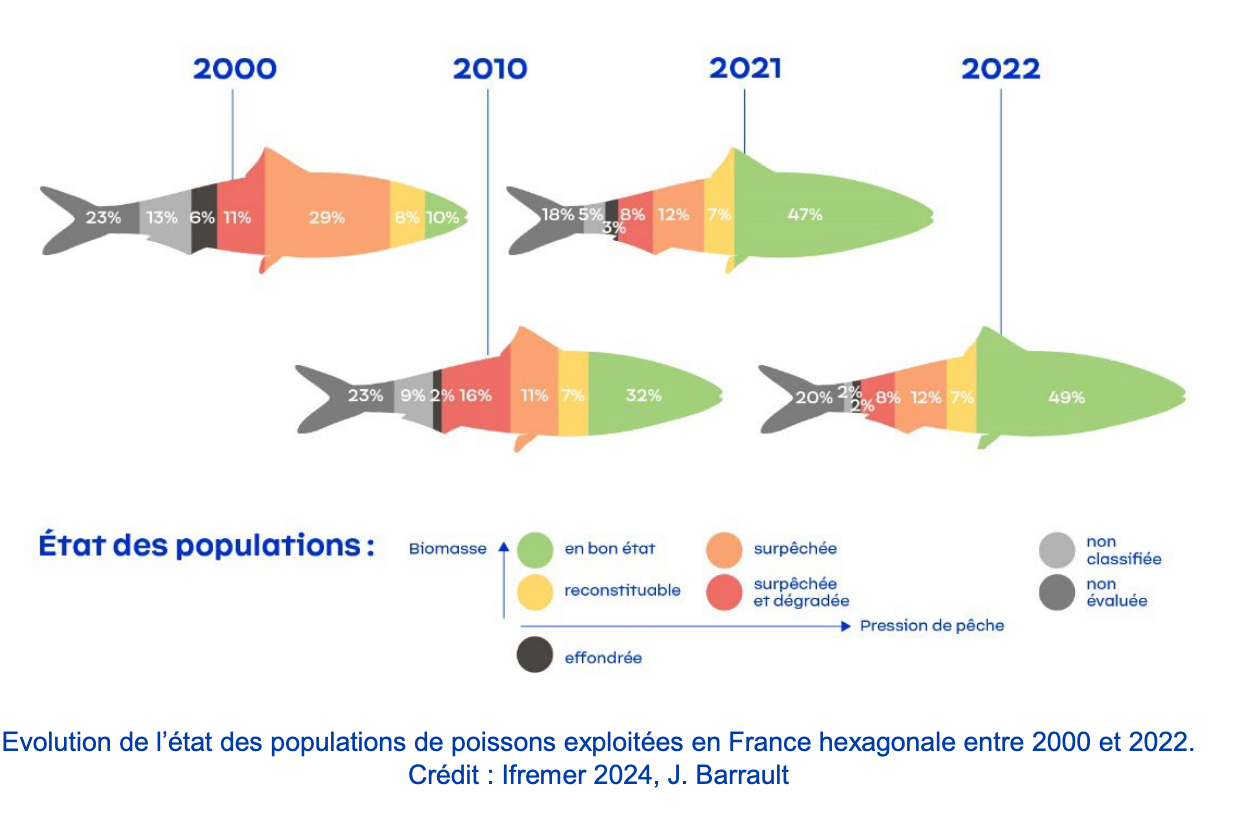 2000
2010
2021
2022
23% 13% 6% 11% 29% 8% 10%
18% 5% 3% 8% 12% 7% 47%
23% 9% 2% 16% 11% 7% 32%
20% 2% 2% 8% 12% 7% 49%
État des populations :
Biomasse
en bon état
reconstituable
surpêchée
surpêchée
et dégradée
non
classifiée
non
évaluée
Pression de pêche
effondrée
Evolution de l’état des populations de poissons exploitées en France hexagonale entre 2000 et 2022.
Crédit : Ifremer 2024, J. Barrault